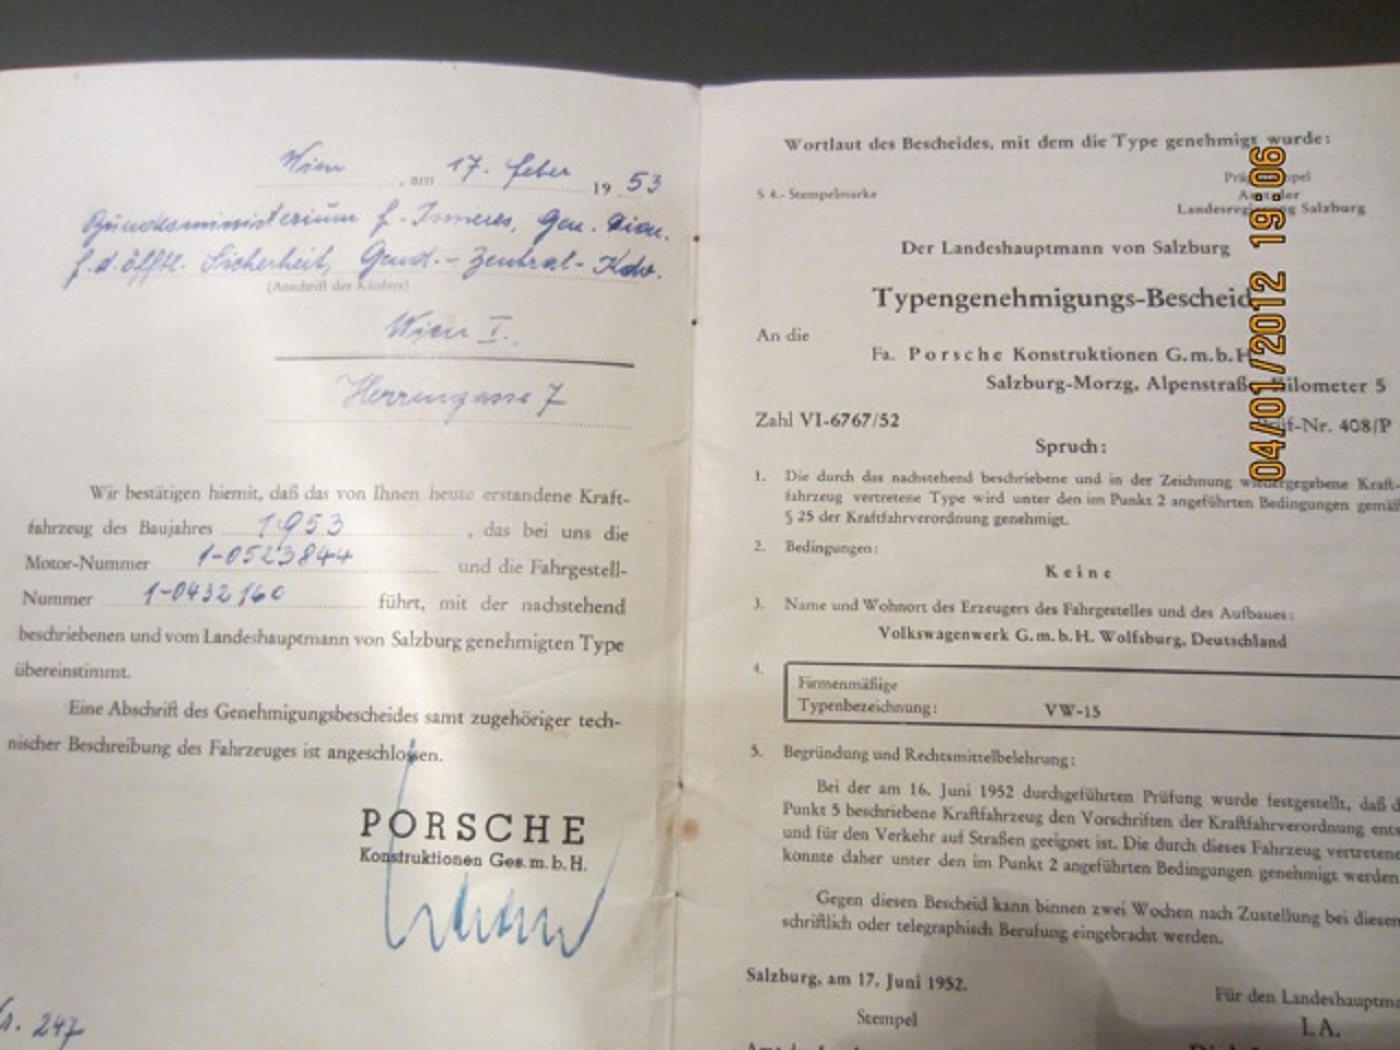 Wien, am 17. feber 1953
Bundesministerium f. Inneres, Gen. Dion.
f. d. öfftl. Sicherheit, Gend.- Zentral- Kdo.
(Anschrift des Käufers)
Wien I.
Herrengasse 7
Wir bestätigen hiemit, daß das von Ihnen heute erstandene Kraft-
fahrzeug des Baujahres 1953, das bei uns die
Motor-Nummer 1-0523844 und die Fahrgestell-
Nummer 1-0432160 führt, mit der nachstehend
beschriebenen und vom Landeshauptmann von Salzburg genehmigten Type
übereinstimmt.
Eine Abschrift des Genehmigungsbescheides samt zugehöriger tech-
nischer Beschreibung des Fahrzeuges ist angeschlossen.
PORSCHE
Konstruktionen Ges. m. b. H.
247
Wortlaut des Bescheides, mit dem die Type genehmigt wurde:
S 4.- Stempelmarke
Landesregierung Salzburg
Der Landeshauptmann von Salzburg
Typengenehmigungs-Bescheid
An die
Fa. Porsche Konstruktionen G.m.b.H
Salzburg-Morzg, Alpenstraße Kilometer 5
Zahl VI-6767/52 Prüf-Nr. 408/P
Spruch:
1. Die durch das nachstehend beschriebene und in der Zeichnung wiedergegebene Kraft-
fahrzeug vertretene Type wird unter den im Punkt 2 angeführten Bedingungen gemäß
§ 25 der Kraftfahrverordnung genehmigt.
2. Bedingungen:
Keine
3. Name und Wohnort des Erzeugers des Fahrgestelles und des Aufbaues:
Volkswagenwerk G. m. b. H. Wolfsburg, Deutschland
4. Firmenmäßige
Typenbezeichnung: VW-15
5. Begründung und Rechtsmittelbelehrung:
Bei der am 16. Juni 1952 durchgeführten Prüfung wurde festgestellt, daß d
Punkt 5 beschriebene Kraftfahrzeug den Vorschriften der Kraftfahrverordnung ents
und für den Verkehr auf Straßen geeignet ist. Die durch dieses Fahrzeug vertretene
konnte daher unter den im Punkt 2 angeführten Bedingungen genehmigt werden.
Gegen diesen Bescheid kann binnen zwei Wochen nach Zustellung bei diesem
schriftlich oder telegraphisch Berufung eingebracht werden.
Salzburg, am 17. Juni 1952.
Für den Landeshauptma
Stempel
I. A.
04/01/2012 19:06